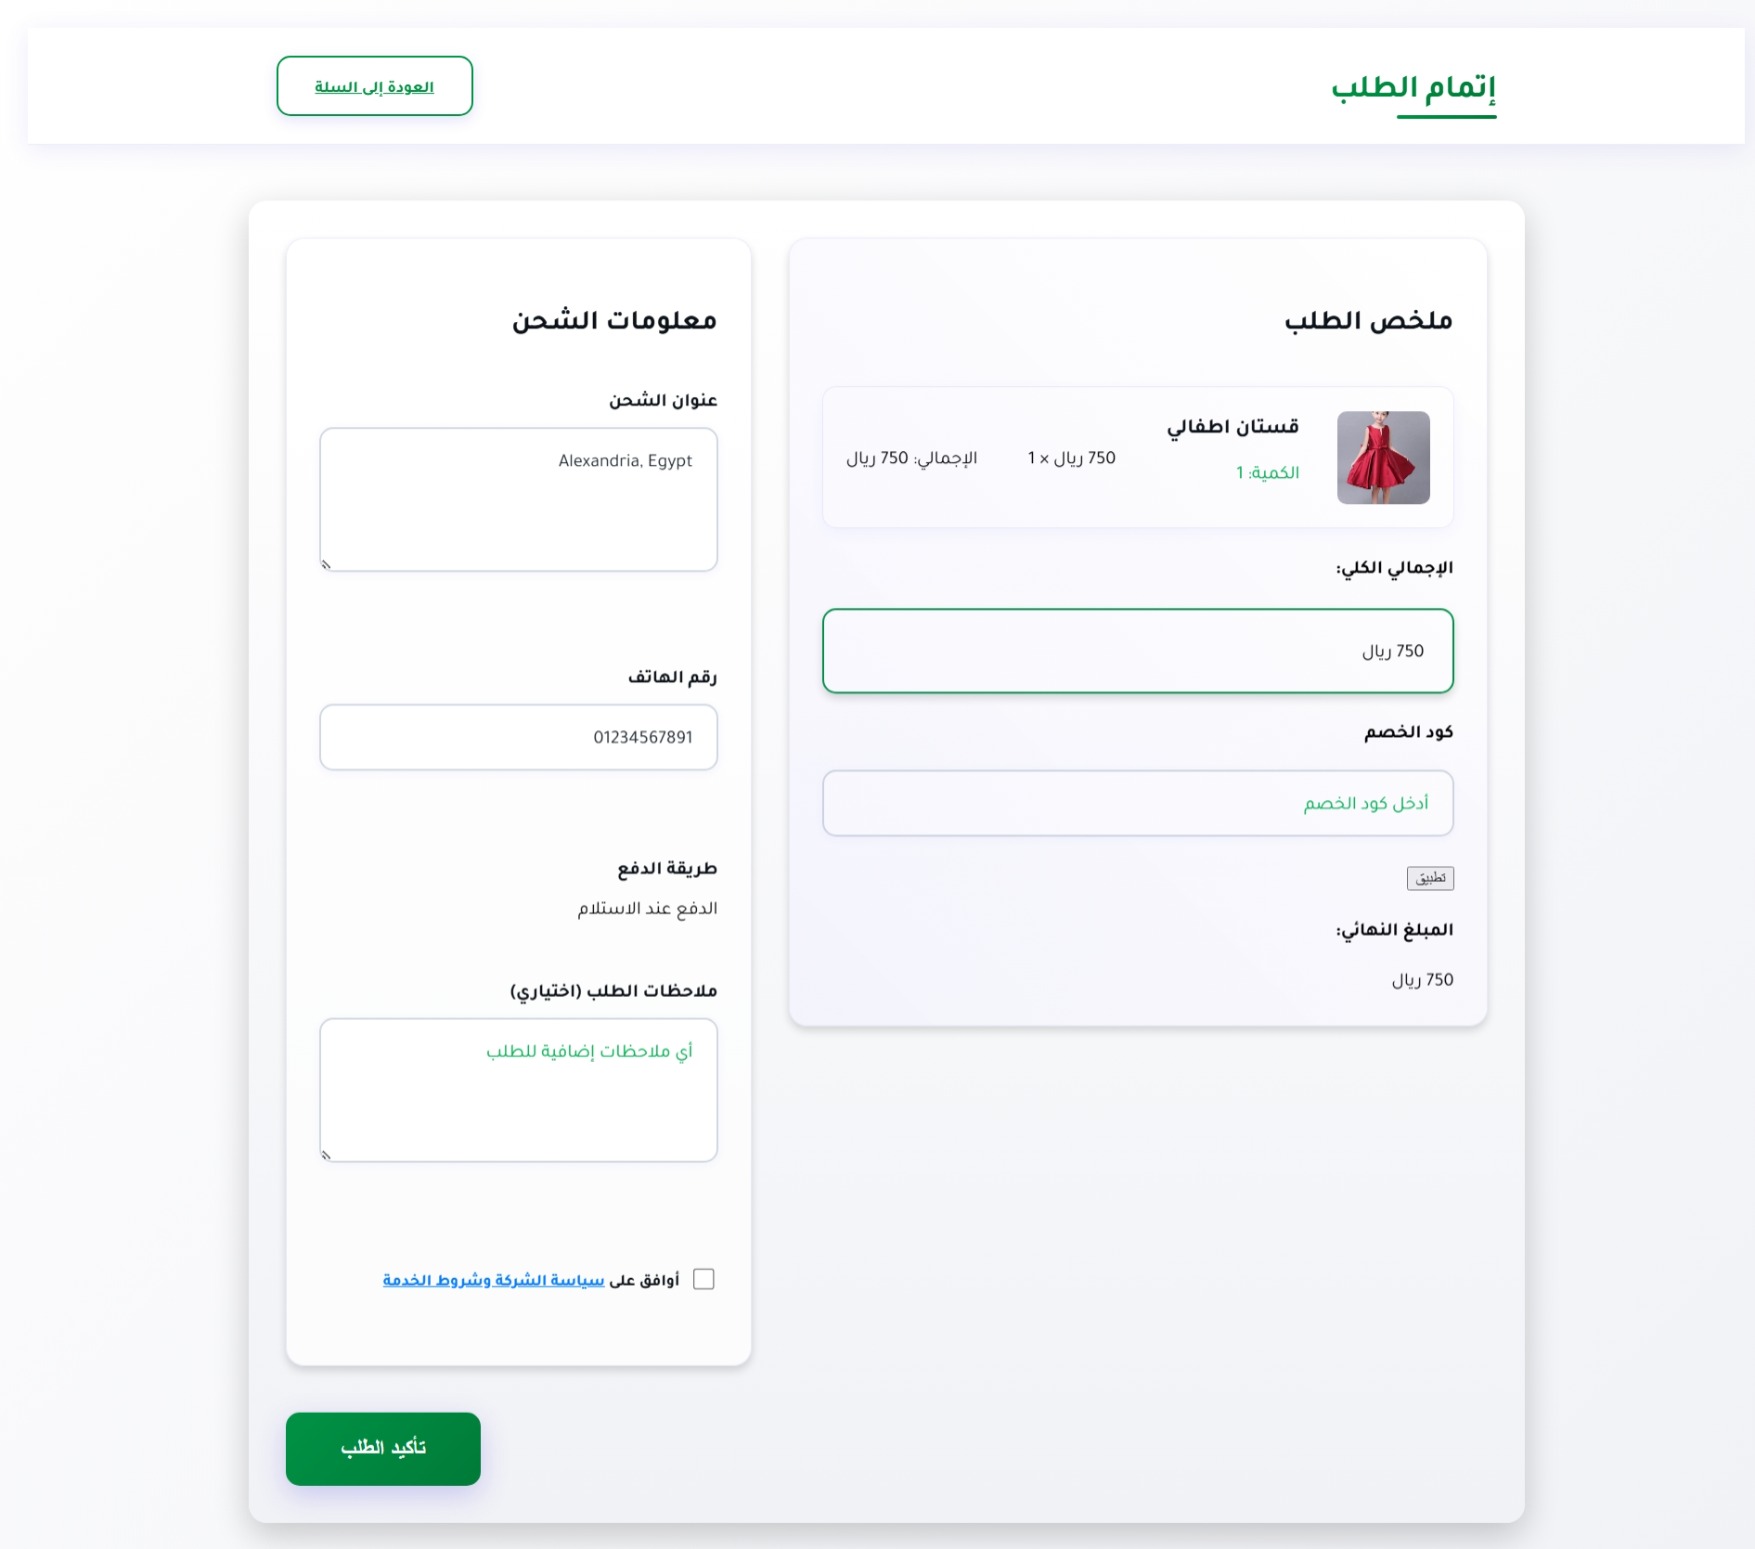 إتمام الطلب
العودة إلى السلة
ملخص الطلب
قستان اطفالي
الكمية: 1
750 ريال × 1
الإجمالي: 750 ريال
الإجمالي الكلي:
750 ريال
كود الخصم
أدخل كود الخصم
تطبيق
المبلغ النهائي:
750 ريال
معلومات الشحن
عنوان الشحن
Alexandria, Egypt
رقم الهاتف
01234567891
طريقة الدفع
الدفع عند الاستلام
ملاحظات الطلب (اختياري)
أي ملاحظات إضافية للطلب
أوافق على سياسة الشركة وشروط الخدمة
تأكيد الطلب